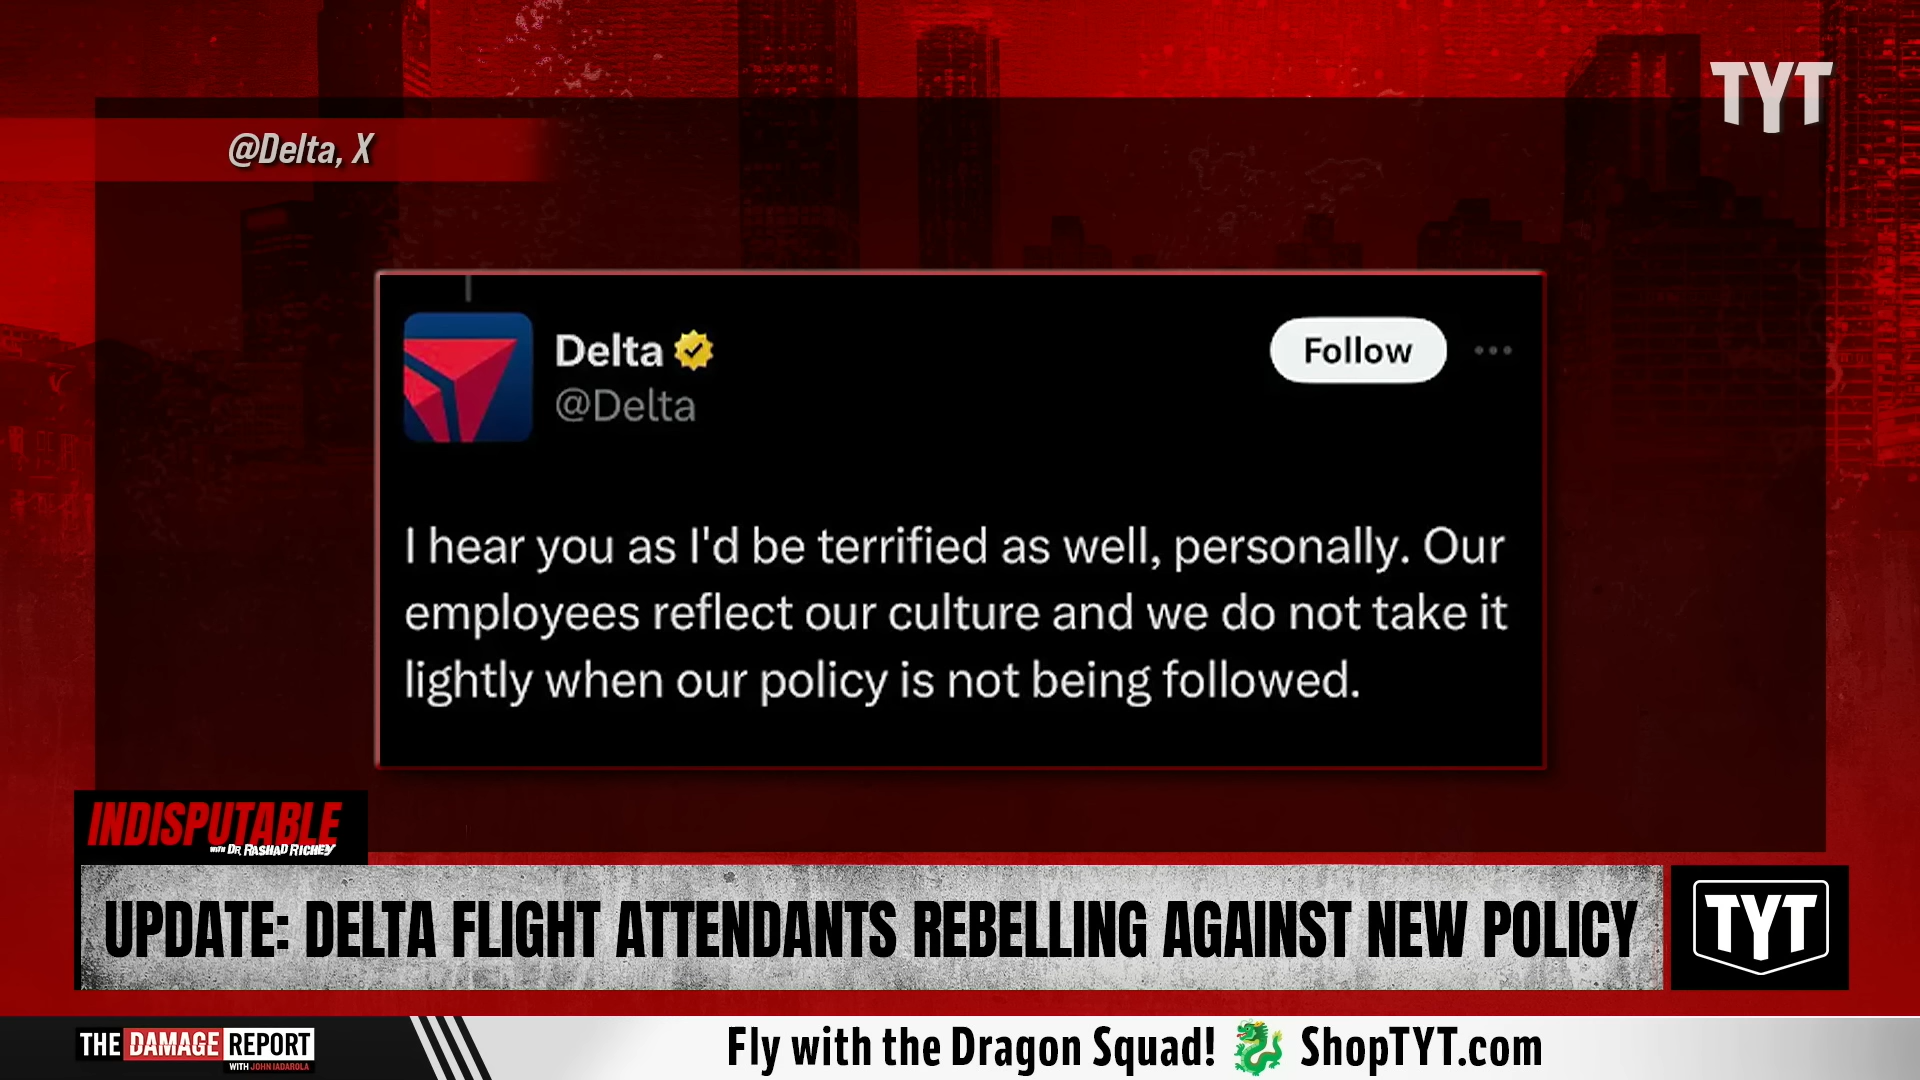 TYT
@Delta, X
Delta
@Delta
Follow
I hear you as I'd be terrified as well, personally. Our
employees reflect our culture and we do not take it
lightly when our policy is not being followed.
INDISPUTABLE
WITH DR. RASHAD RICHEY
UPDATE: DELTA FLIGHT ATTENDANTS REBELLING AGAINST NEW POLICY
TYT
THE DAMAGE REPORT
WITH JOHN IADAROLA
Fly with the Dragon Squad! ShopTYT.com